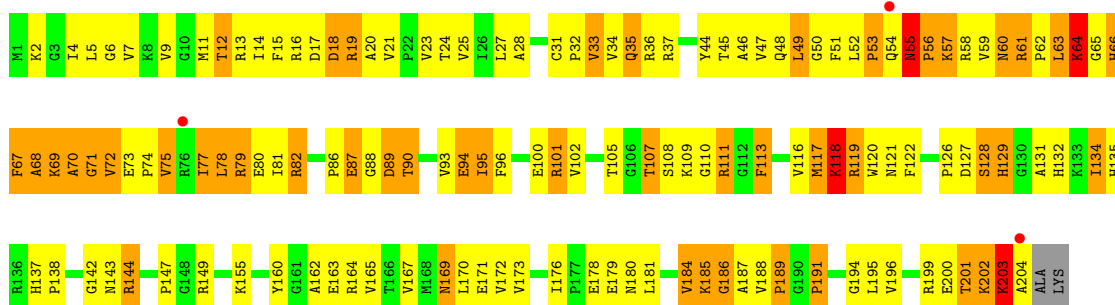 M1 K2 G3 I4 L5 G6 V7 K8 V9 G10 M11 T12 R13 I14 F15 R16 D17 D18 R19 A20 V21 P22 V23 T24 V25 I26 L27 A28 C31 P32 V33 V34 Q35 R36 R37 Y44 T45 A46 V47 Q48 L49 G50 F51 L52 P53 Q54 N55 P56 K57 R58 V59 N60 R61 P62 L63 K64 G65 H66
F67 A68 K69 A70 G71 V72 E73 P74 V75 R76 I77 L78 R79 E80 I81 R82 P86 E87 G88 D89 T90 V93 E94 I95 F96 E100 R101 V102 T105 G106 T107 S108 K109 G110 R111 G112 F113 V116 M117 K118 R119 W120 N121 F122 P126 D127 S128 H129 G130 A131 H132 K133 I134 H135
R136 H137 P138 G142 N143 R144 P147 G148 R149 K155 Y160 G161 A162 E163 R164 V165 T166 V167 M168 N169 L170 E171 V172 V173 I176 P177 E178 E179 N180 L181 V184 K185 G186 A187 V188 P189 G190 P191 G194 L195 V196 R199 E200 T201 K202 K203 A204 ALA LYS